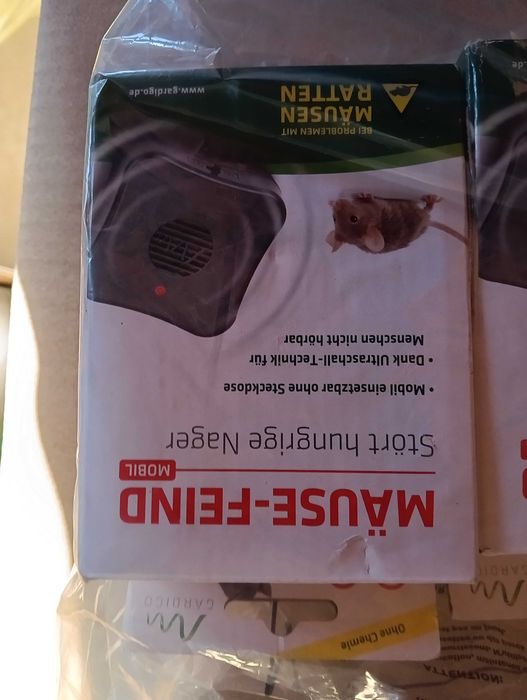 GARDIGO
Ohne Chemie
MÄUSE-FEIND
MOBIL
Stört hungrige Nager
• Mobil einsetzbar ohne Steckdose
• Dank Ultraschall-Technik für
Menschen nicht hörbar
BEI PROBLEMEN MIT
MÄUSEN
RATTEN
www.gardigo.de
GARDIGO